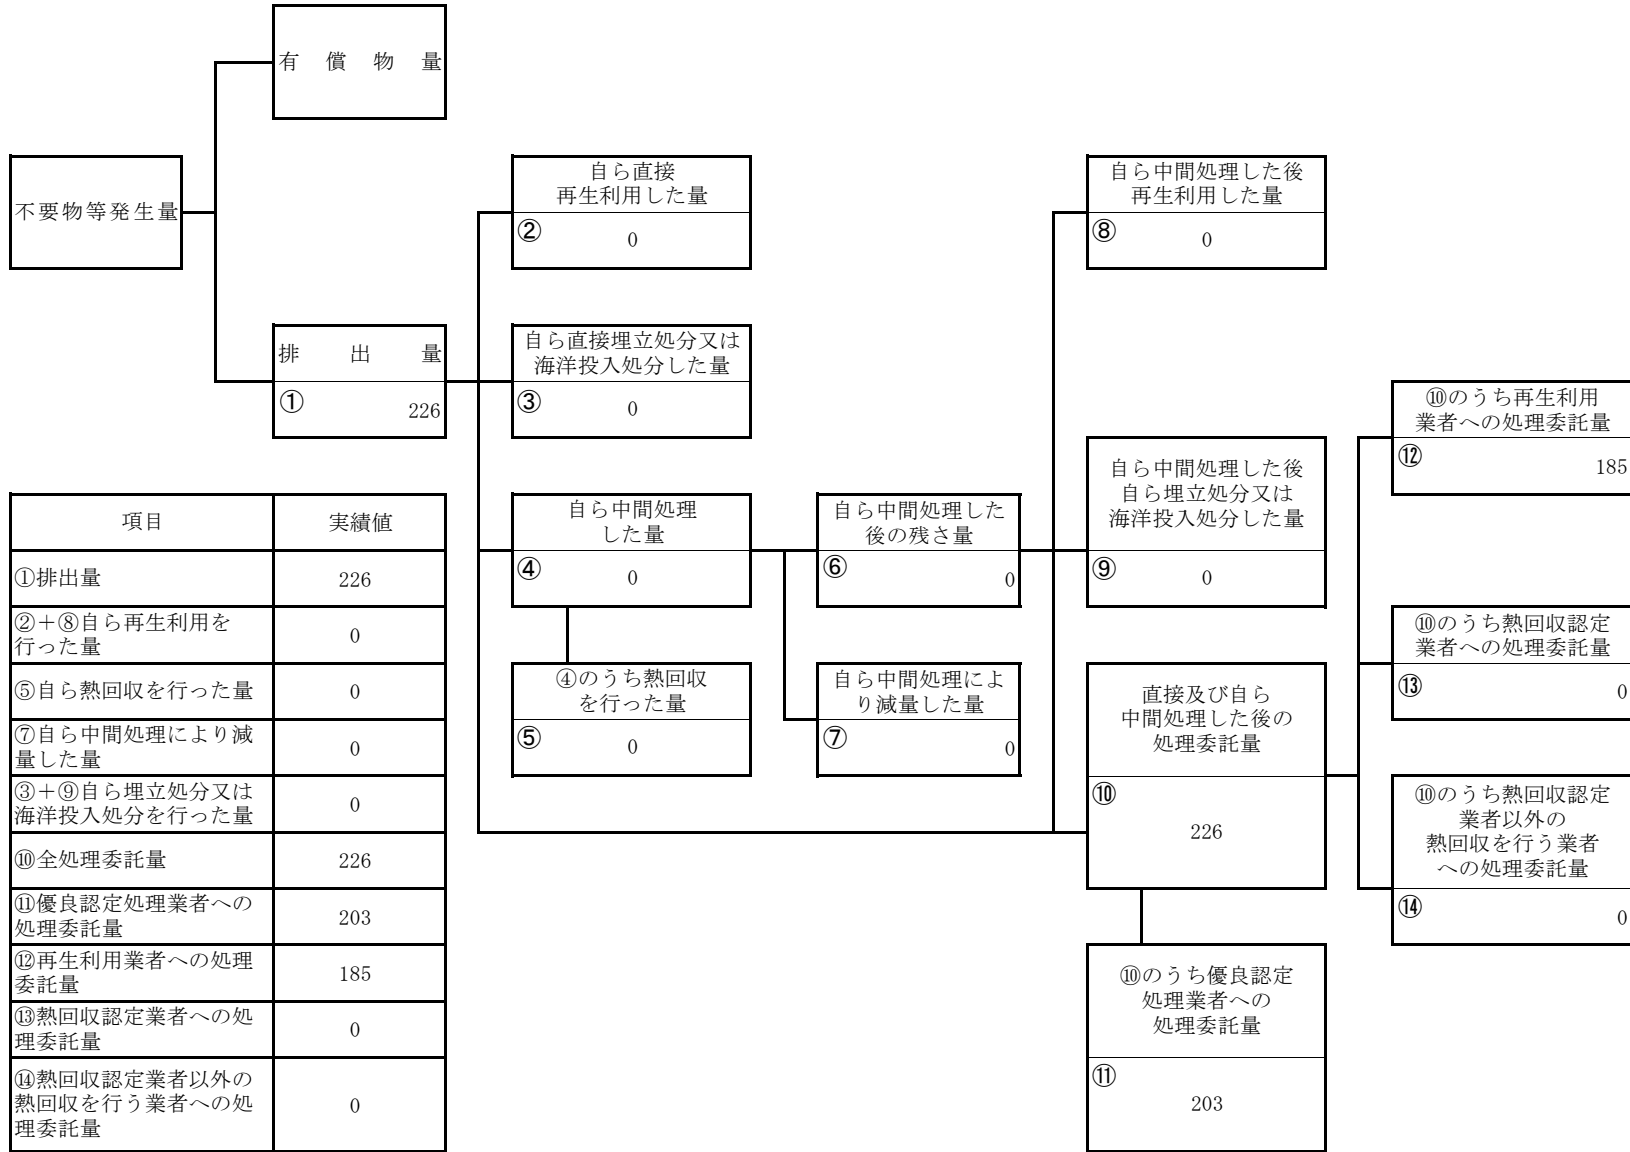 有償物量
不要物等発生量
排出量
①
226
自ら直接
再生利用した量
②
0
自ら直接埋立処分又は
海洋投入処分した量
③
0
自ら中間処理
した量
④
0
④のうち熱回収
を行った量
⑤
0
自ら中間処理した
後の残さ量
⑥
0
自ら中間処理によ
り減量した量
⑦
0
自ら中間処理した後
再生利用した量
⑧
0
自ら中間処理した後
自ら埋立処分又は
海洋投入処分した量
⑨
0
直接及び自ら
中間処理した後の
処理委託量
⑩
226
⑩のうち優良認定
処理業者への
処理委託量
⑪
203
⑩のうち再生利用
業者への処理委託量
⑫
185
⑩のうち熱回収認定
業者への処理委託量
⑬
0
⑩のうち熱回収認定
業者以外の
熱回収を行う業者
への処理委託量
⑭
0
項目 実績値
①排出量 226
②＋⑧自ら再生利用を
行った量 0
⑤自ら熱回収を行った量 0
⑦自ら中間処理により減
量した量 0
③＋⑨自ら埋立処分又は
海洋投入処分を行った量 0
⑩全処理委託量 226
⑪優良認定処理業者への
処理委託量 203
⑫再生利用業者への処理
委託量 185
⑬熱回収認定業者への処
理委託量 0
⑭熱回収認定業者以外の
熱回収を行う業者への処
理委託量 0